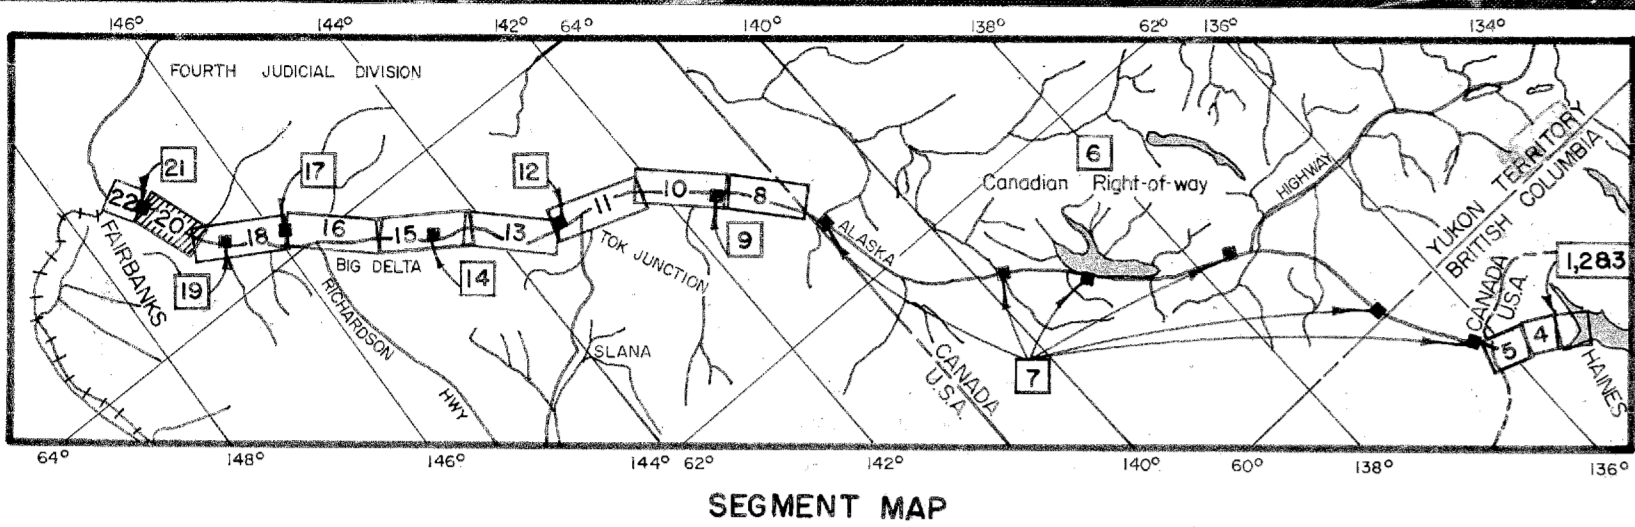 146° 144° 142° 64° 140° 138° 62° 136° 134°
FOURTH JUDICIAL DIVISION
21
17
12
6
Canadian Right-of-way
HIGHWAY
YUKON TERRITORY
BRITISH COLUMBIA
22
20
18
16
15
13
11
10
8
19
14
9
7
5
4
1,2&3
FAIRBANKS
BIG DELTA
RICHARDSON HWY
TOK JUNCTION
SLANA
ALASKA
CANADA
U.S.A.
CANADA
U.S.A.
HAINES
64° 148° 146° 144° 62° 142° 140° 60° 138° 136°
SEGMENT MAP